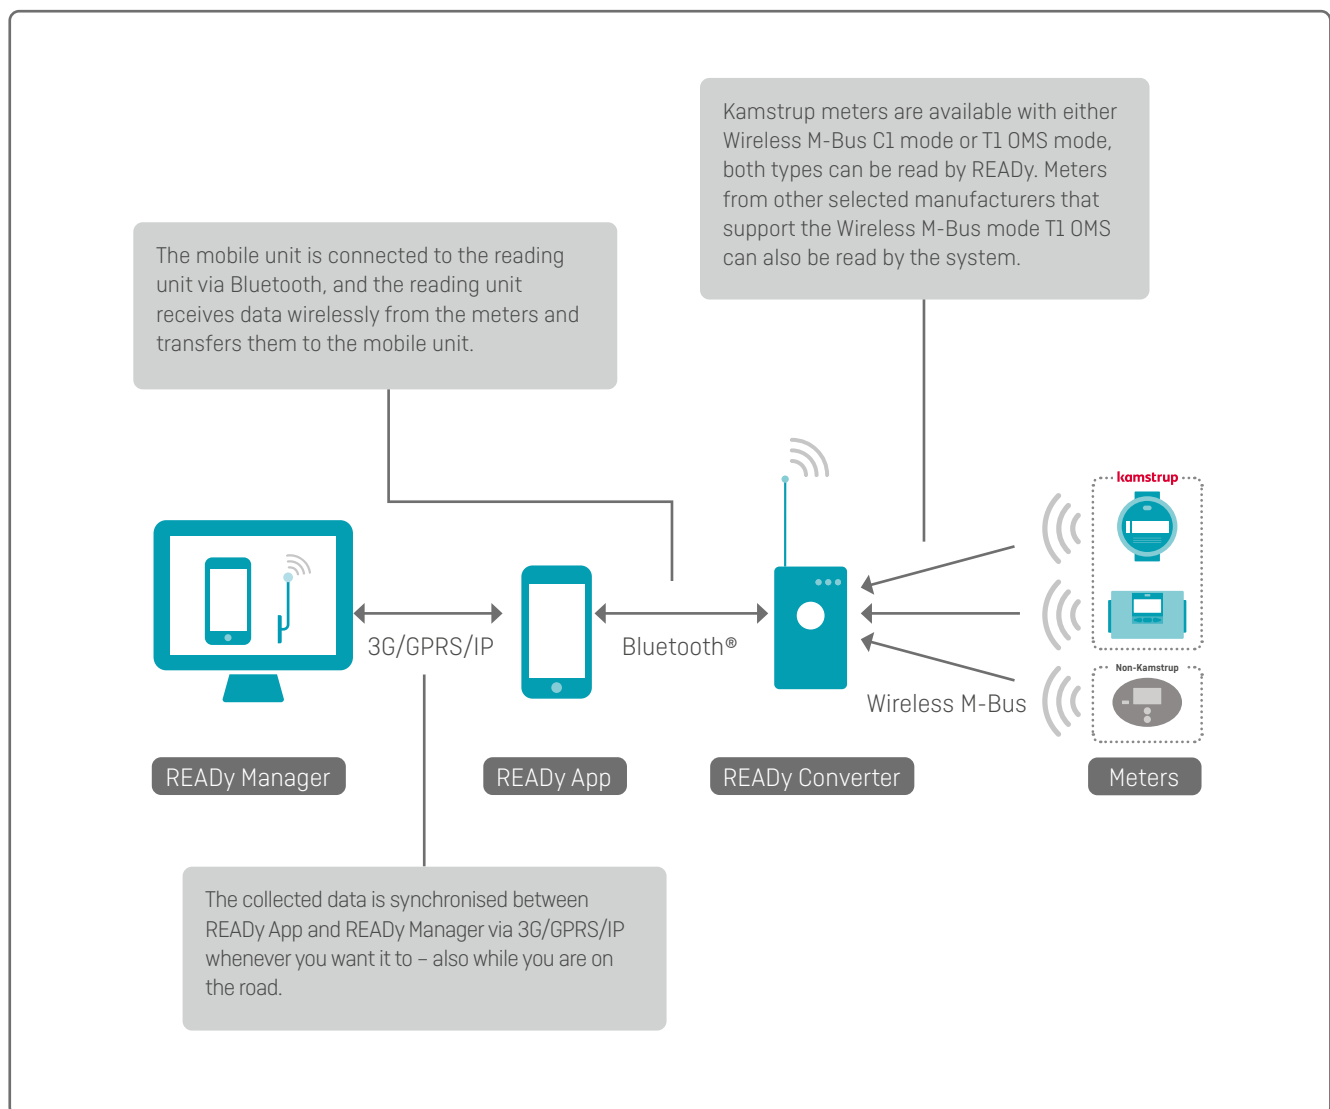 Kamstrup meters are available with either
Wireless M-Bus C1 mode or T1 OMS mode,
both types can be read by READy. Meters
from other selected manufacturers that
support the Wireless M-Bus mode T1 OMS
can also be read by the system.
The mobile unit is connected to the reading
unit via Bluetooth, and the reading unit
receives data wirelessly from the meters and
transfers them to the mobile unit.
kamstrup
3G/GPRS/IP
Bluetooth®
Non-Kamstrup
Wireless M-Bus
READy Manager
READy App
READy Converter
Meters
The collected data is synchronised between
READy App and READy Manager via 3G/GPRS/IP
whenever you want it to – also while you are on
the road.